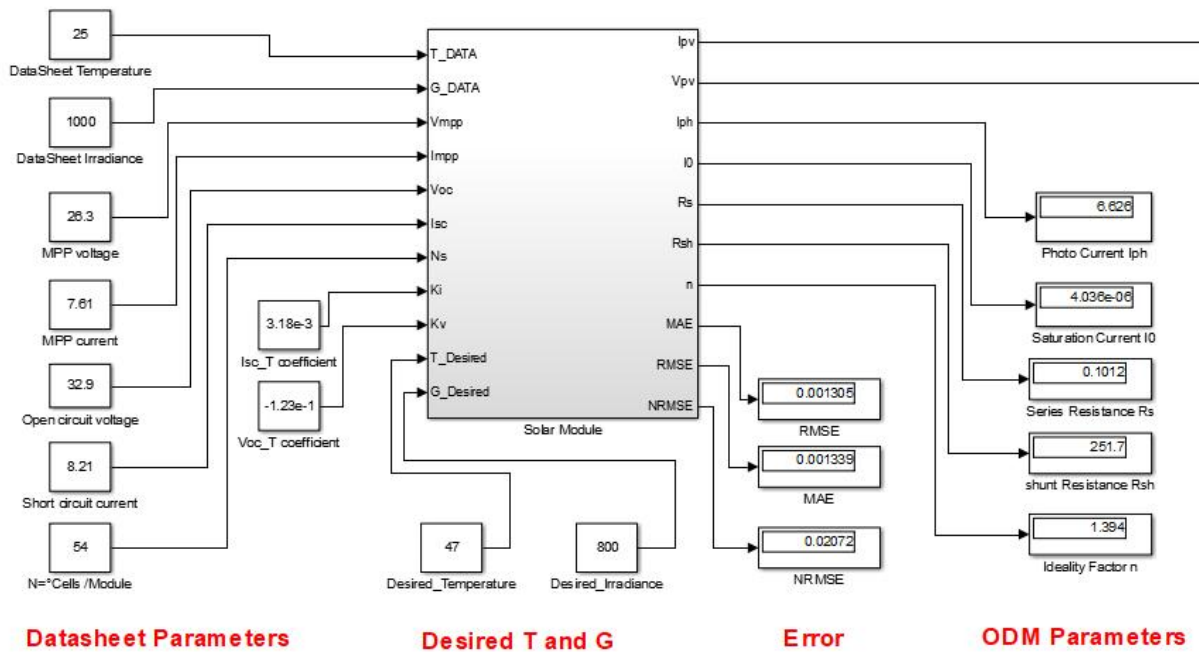 25
DataSheet Temperature
1000
DataSheet Irradiance
26.3
MPP voltage
7.61
MPP current
32.9
Open circuit voltage
8.21
Short circuit current
54
N=°Cells /Module
3.18e-3
Isc_T coefficient
-1.23e-1
Voc_T coefficient
T_DATA
G_DATA
Vmpp
Impp
Voc
Isc
Ns
Ki
Kv
T_Desired
G_Desired
Ipv
Vpv
Iph
I0
Rs
Rsh
n
MAE
RMSE
NRMSE
Solar Module
47
Desired_Temperature
800
Desired_Irradiance
0.001305
RMSE
0.001339
MAE
0.02072
NRMSE
6.626
Photo Current Iph
4.036e-06
Saturation Current I0
0.1012
Series Resistance Rs
251.7
shunt Resistance Rsh
1.394
Ideality Factor n
Datasheet Parameters
Desired T and G
Error
ODM Parameters